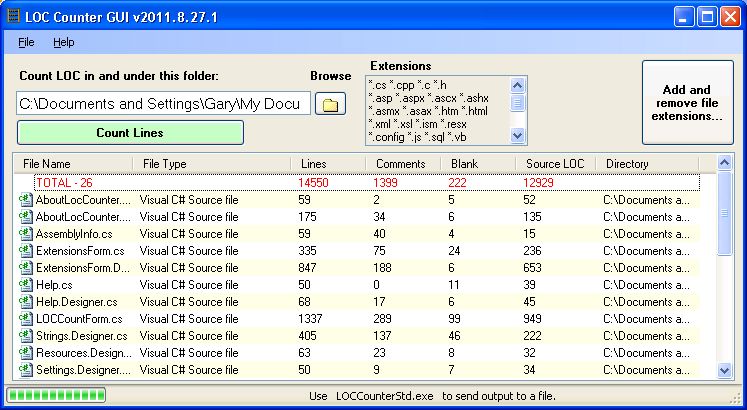 LOC Counter GUI v2011.8.27.1
File Help
Count LOC in and under this folder: Browse
C:\Documents and Settings\Gary\My Docu
Count Lines
Extensions
*.cs *.cpp *.c *.h
*.asp *.aspx *.ascx *.ashx
*.asmx *.asax *.htm *.html
*.xml *.xsl *.ism *.resx
*.config *.js *.sql *.vb
Add and
remove file
extensions...
File Name File Type Lines Comments Blank Source LOC Directory
TOTAL - 26 14550 1399 222 12929
AboutLocCounter.... Visual C# Source file 59 2 5 52 C:\Documents a...
AboutLocCounter.... Visual C# Source file 175 34 6 135 C:\Documents a...
AssemblyInfo.cs Visual C# Source file 59 40 4 15 C:\Documents a...
ExtensionsForm.cs Visual C# Source file 335 75 24 236 C:\Documents a...
ExtensionsForm.D... Visual C# Source file 847 188 6 653 C:\Documents a...
Help.cs Visual C# Source file 50 0 11 39 C:\Documents a...
Help.Designer.cs Visual C# Source file 68 17 6 45 C:\Documents a...
LOCCountForm.cs Visual C# Source file 1337 289 99 949 C:\Documents a...
Strings.Designer.cs Visual C# Source file 405 137 46 222 C:\Documents a...
Resources.Design... Visual C# Source file 63 23 8 32 C:\Documents a...
Settings.Designer.... Visual C# Source file 50 9 7 34 C:\Documents a...
Use LOCCounterStd.exe to send output to a file.